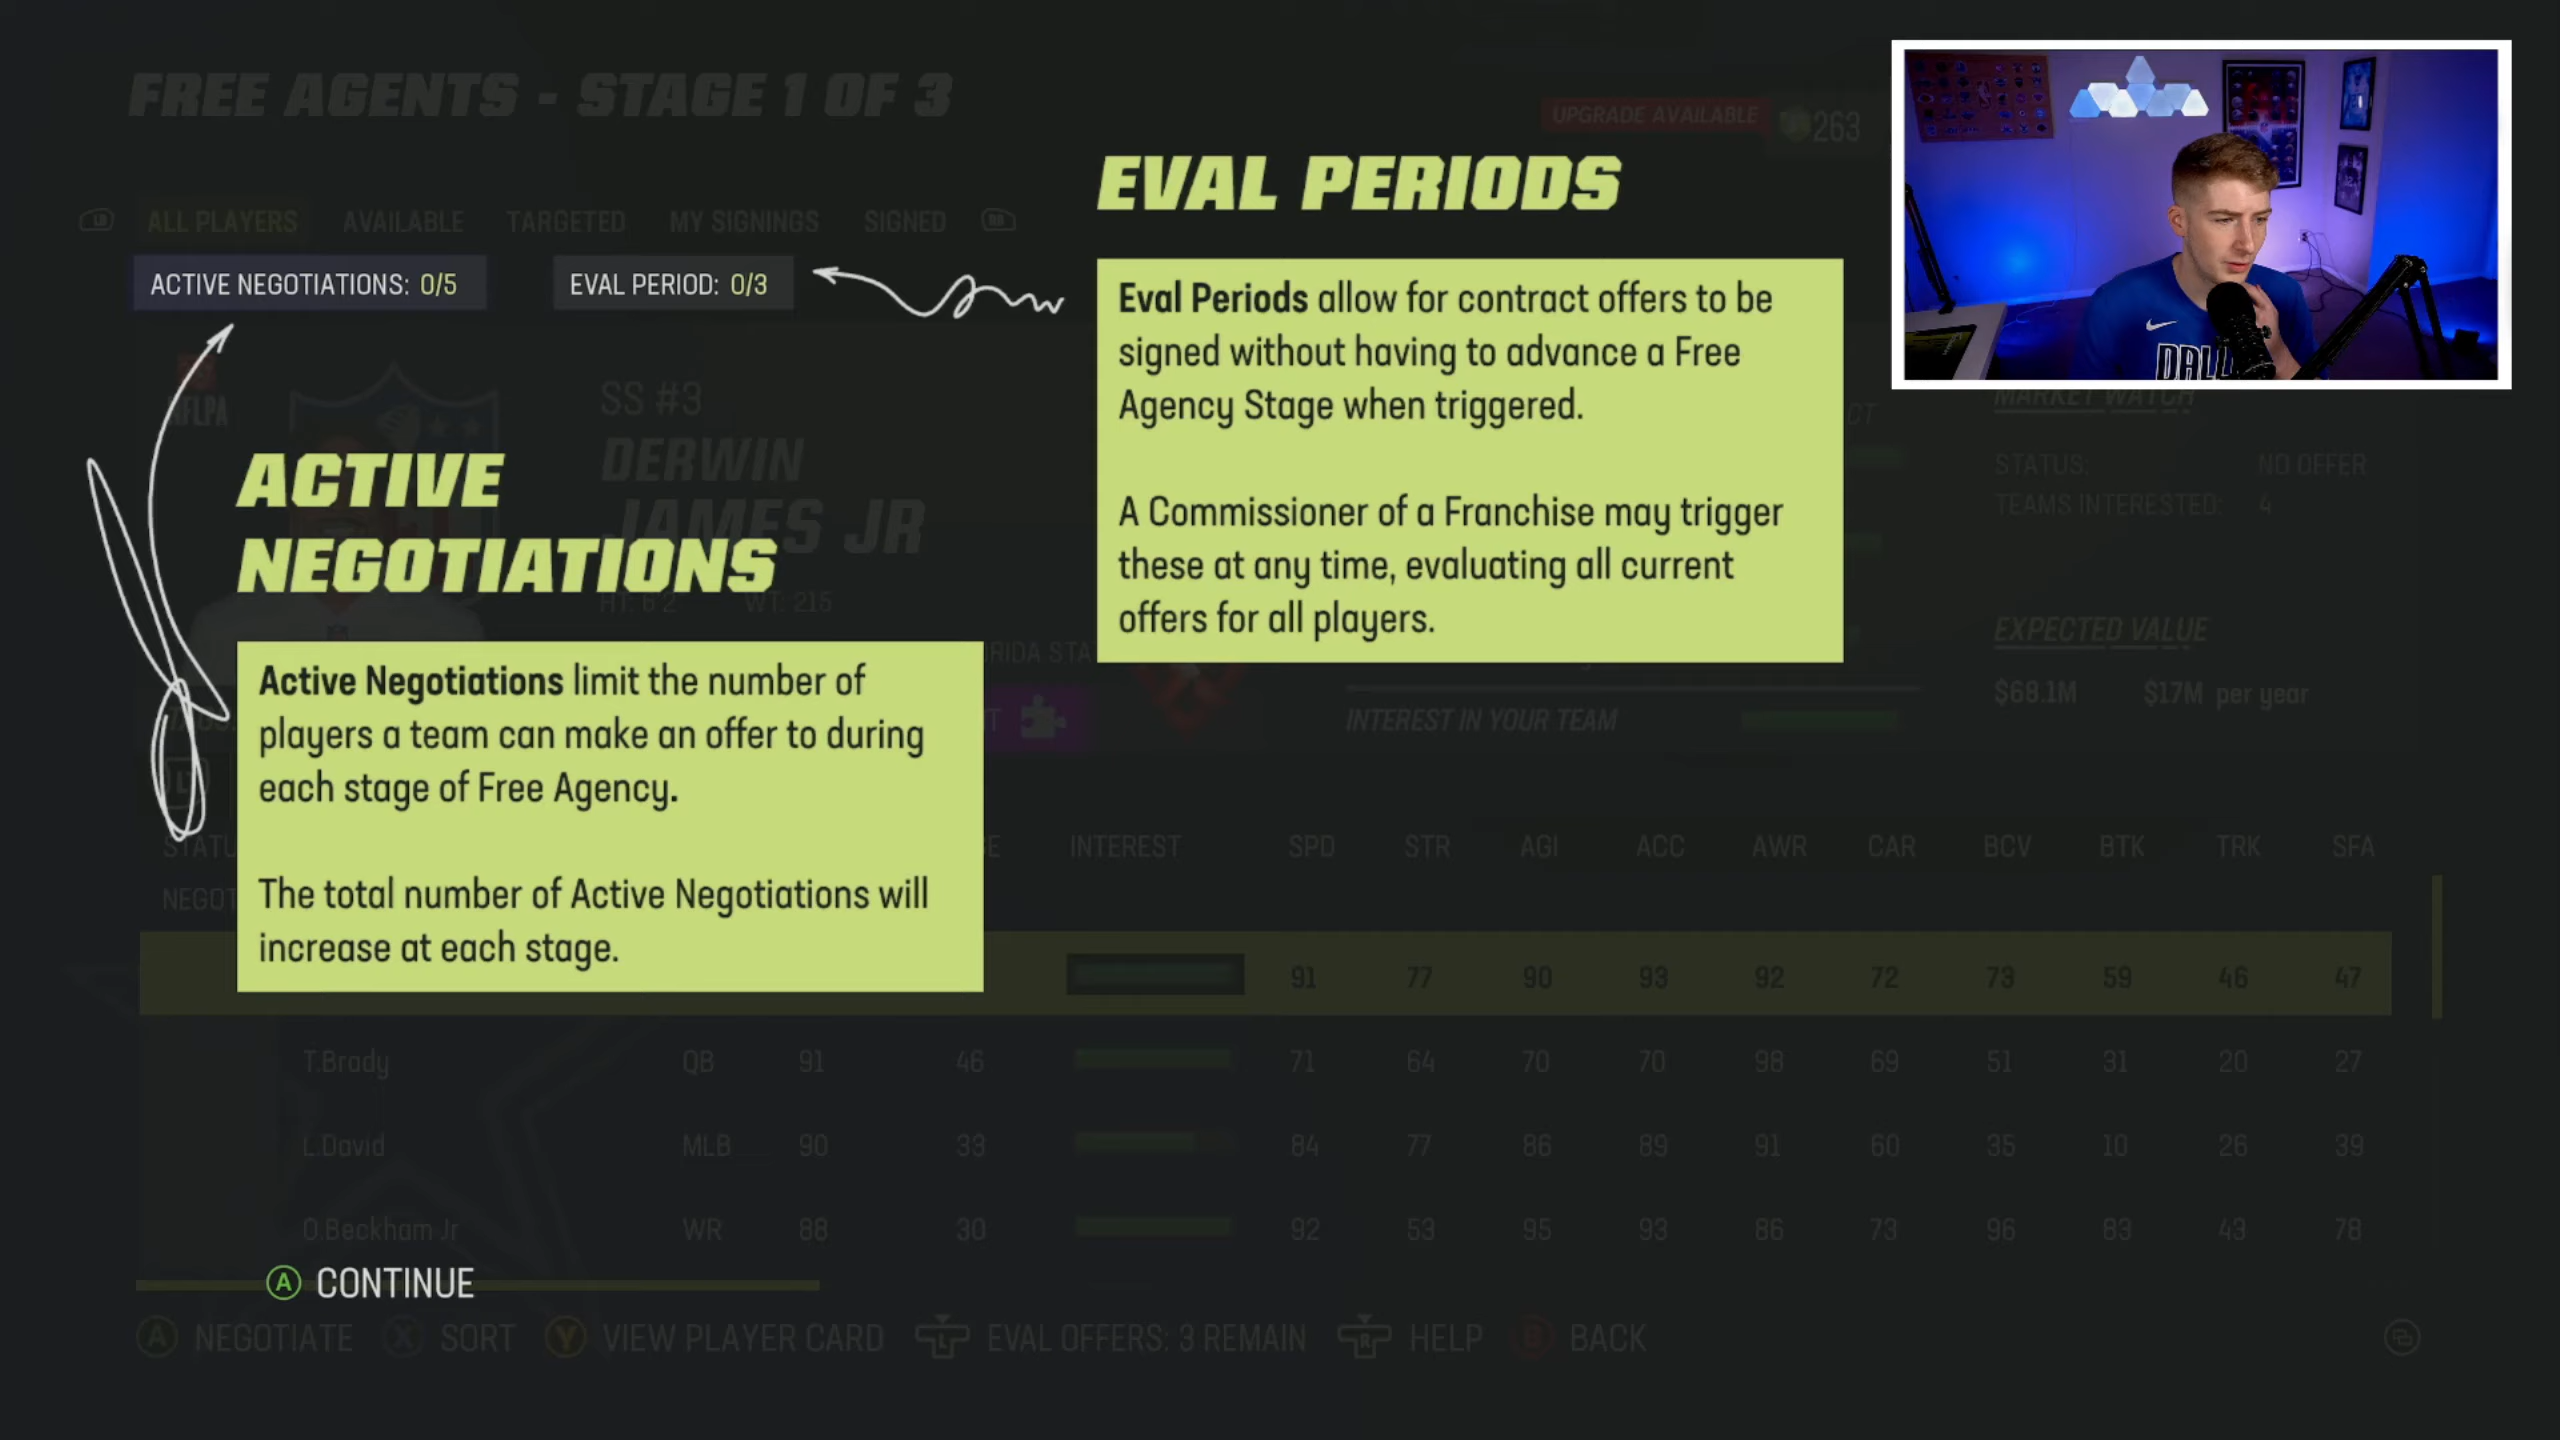 FREE AGENTS - STAGE 1 OF 3
UPGRADE AVAILABLE 263
ALL PLAYERS AVAILABLE TARGETED MY SIGNINGS SIGNED
ACTIVE NEGOTIATIONS: 0/5 EVAL PERIOD: 0/3
EVAL PERIODS
Eval Periods allow for contract offers to be
signed without having to advance a Free
Agency Stage when triggered.
A Commissioner of a Franchise may trigger
these at any time, evaluating all current
offers for all players.
SS #3
DERWIN
JAMES JR
HT: 6'2 WT: 215
ACTIVE
NEGOTIATIONS
Active Negotiations limit the number of
players a team can make an offer to during
each stage of Free Agency.
The total number of Active Negotiations will
increase at each stage.
MARKET WATCH
STATUS: NO OFFER
TEAMS INTERESTED: 4
EXPECTED VALUE
$68.1M $17M per year
INTEREST IN YOUR TEAM
INTEREST SPD STR AGI ACC AWR CAR BCV BTK TRK SFA
91 77 90 93 92 72 73 59 46 47
T.Brady QB 91 46 71 64 70 70 98 69 51 31 20 27
L.David MLB 90 33 84 77 86 89 91 60 35 10 26 39
O.Beckham Jr WR 88 30 92 53 95 93 86 73 96 83 43 78
A CONTINUE
A NEGOTIATE X SORT Y VIEW PLAYER CARD L EVAL OFFERS: 3 REMAIN R HELP B BACK